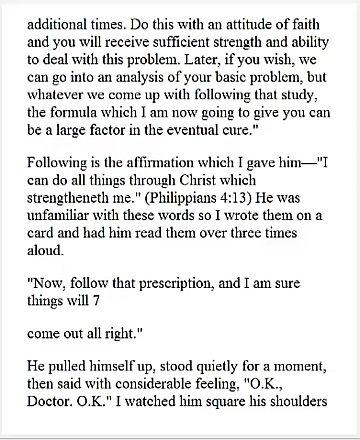 additional times. Do this with an attitude of faith
and you will receive sufficient strength and ability
to deal with this problem. Later, if you wish, we
can go into an analysis of your basic problem, but
whatever we come up with following that study,
the formula which I am now going to give you can
be a large factor in the eventual cure."
Following is the affirmation which I gave him—"I
can do all things through Christ which
strengtheneth me." (Philippians 4:13) He was
unfamiliar with these words so I wrote them on a
card and had him read them over three times
aloud.
"Now, follow that prescription, and I am sure
things will 7
come out all right."
He pulled himself up, stood quietly for a moment,
then said with considerable feeling, "O.K.,
Doctor. O.K." I watched him square his shoulders